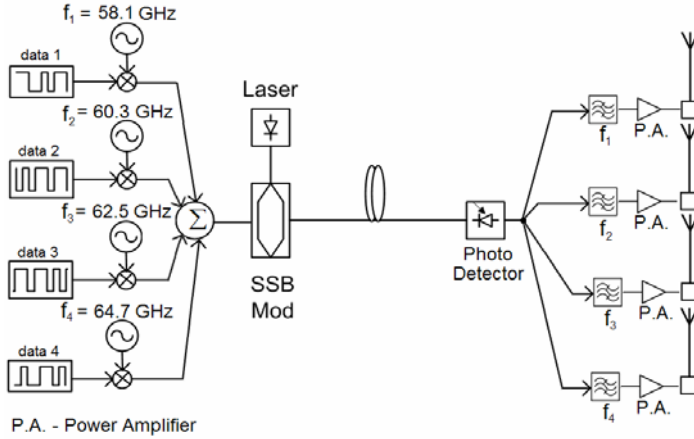 f1 = 58.1 GHz
data 1
f2 = 60.3 GHz
data 2
f3 = 62.5 GHz
data 3
f4 = 64.7 GHz
data 4
Σ
Laser
SSB
Mod
Photo
Detector
f1
P.A.
f2
P.A.
f3
P.A.
f4
P.A.
P.A. - Power Amplifier